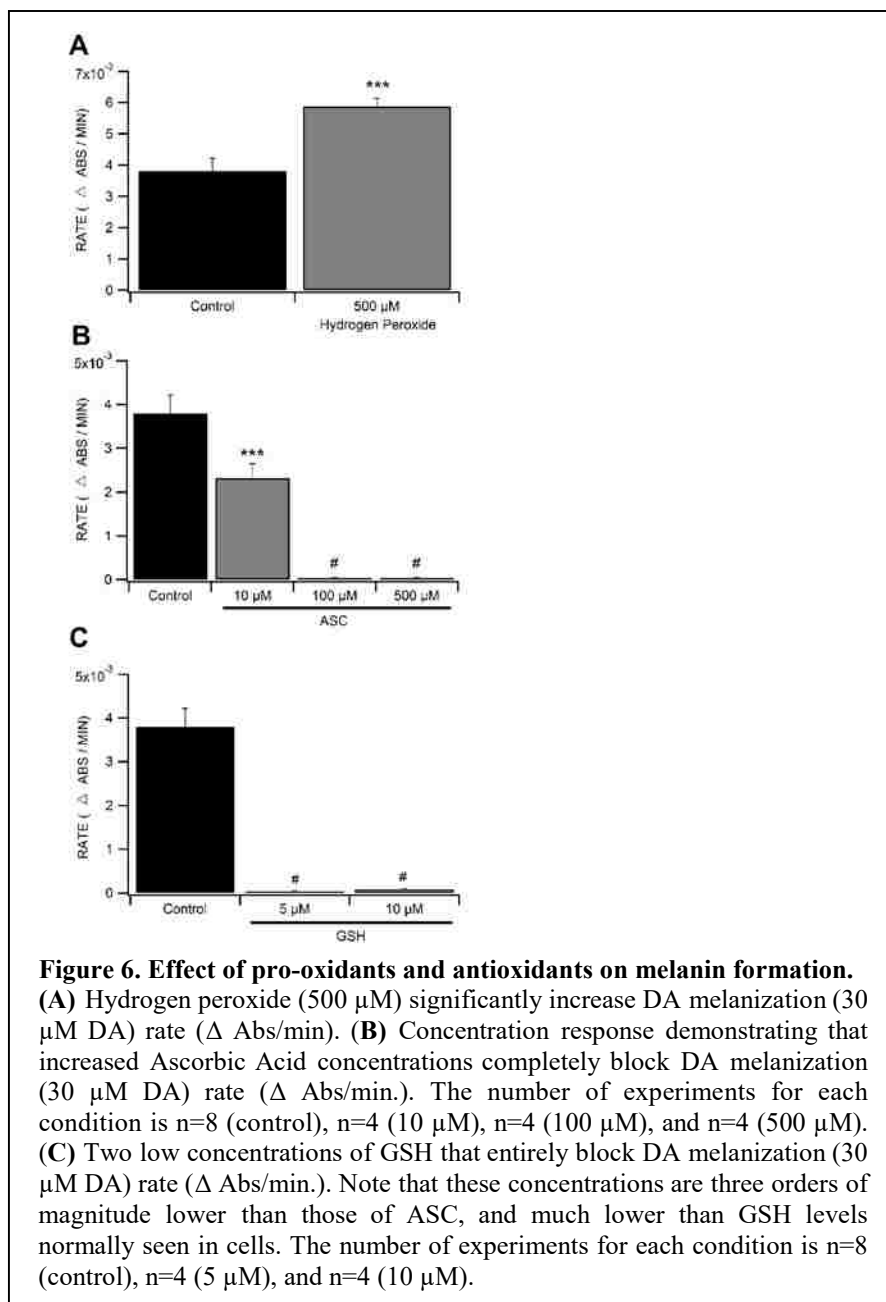 A
7x10⁻³
6
5
4
3
2
1
0
RATE ( △ ABS / MIN)
***
Control
500 µM
Hydrogen Peroxide
B
5x10⁻³
4
3
2
1
0
RATE ( △ ABS / MIN)
***
#
#
Control
10 µM
100 µM
500 µM
ASC
C
5x10⁻³
4
3
2
1
0
RATE ( △ ABS / MIN)
#
#
Control
5 µM
10 µM
GSH
Figure 6. Effect of pro-oxidants and antioxidants on melanin formation.
(A) Hydrogen peroxide (500 µM) significantly increase DA melanization (30
µM DA) rate (Δ Abs/min). (B) Concentration response demonstrating that
increased Ascorbic Acid concentrations completely block DA melanization
(30 µM DA) rate (Δ Abs/min.). The number of experiments for each
condition is n=8 (control), n=4 (10 µM), n=4 (100 µM), and n=4 (500 µM).
(C) Two low concentrations of GSH that entirely block DA melanization (30
µM DA) rate (Δ Abs/min.). Note that these concentrations are three orders of
magnitude lower than those of ASC, and much lower than GSH levels
normally seen in cells. The number of experiments for each condition is n=8
(control), n=4 (5 µM), and n=4 (10 µM).